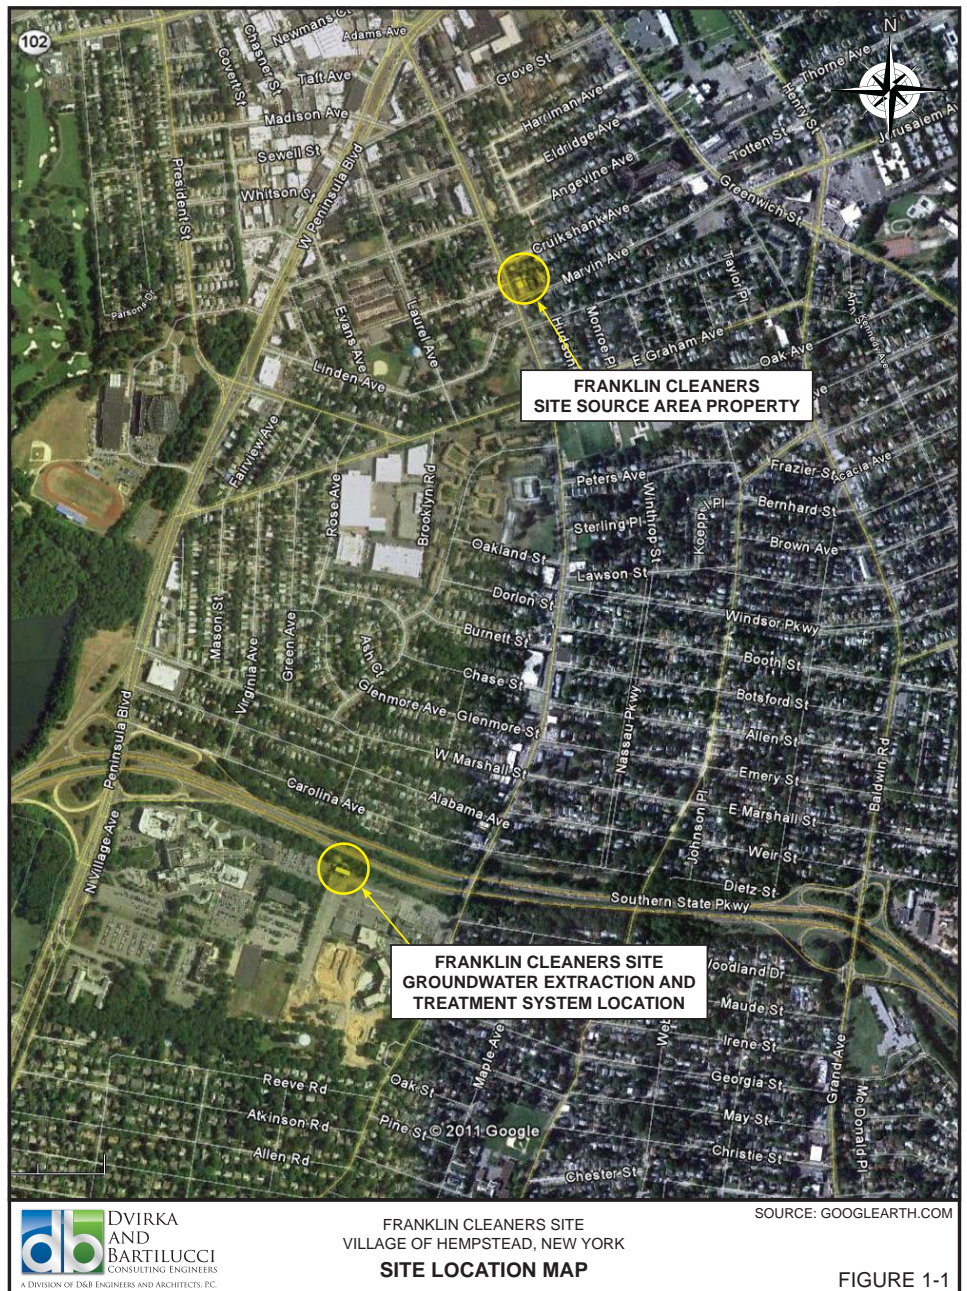 102
N
Newmans Ct
Adams Ave
Chasner St
Covert St
Taft Ave
Grove St
Thorne Ave
Madison Ave
Harriman Ave
Henry St
Jerusalem A
Sewell St
Eldridge Ave
Totten St
President St
W Peninsula Blvd
Whitson St
Angevine Ave
Greenwich St
Cruikshank Ave
Marvin Ave
Taylor Pl
Parsons Dr
Evans Ave
Laurel Ave
Hudson
Monroe Pl
E Graham Ave
Ann S
Kennedy Ave
Oak Ave
Linden Ave
FRANKLIN CLEANERS
SITE SOURCE AREA PROPERTY
Ave
Fairview Ave
Rose Ave
Brooklyn Rd
Peters Ave
Winthrop St
Koeppel Pl
Frazier St
Acacia Ave
Bernhard St
Sterling Pl
Brown Ave
Oakland St
Lawson St
Dorlon St
Windsor Pkwy
Mason St
Virginia Ave
Green Ave
Ash Ct
Burnett St
Booth St
Chase St
Botsford St
Glenmore Ave
Glenmore St
Nassau Pkwy
Allen St
Peninsula Blvd
W Marshall St
Emery St
Baldwin Rd
Carolina Ave
Alabama Ave
Johnson Pl
E Marshall St
N Village Ave
Weir St
Dietz St
Southern State Pkwy
FRANKLIN CLEANERS SITE
GROUNDWATER EXTRACTION AND
TREATMENT SYSTEM LOCATION
Woodland Dr
Maude St
Web
Irene St
Maple Ave
Grand Ave
Reeve Rd
Oak St
Georgia St
McDonald Pl
Atkinson Rd
Pine St
© 2011 Google
May St
Allen Rd
Christie St
Chester St
db
DVIRKA
AND
BARTILUCCI
CONSULTING ENGINEERS
A DIVISION OF D&B ENGINEERS AND ARCHITECTS, P.C.
FRANKLIN CLEANERS SITE
VILLAGE OF HEMPSTEAD, NEW YORK
SITE LOCATION MAP
SOURCE: GOOGLEARTH.COM
FIGURE 1-1